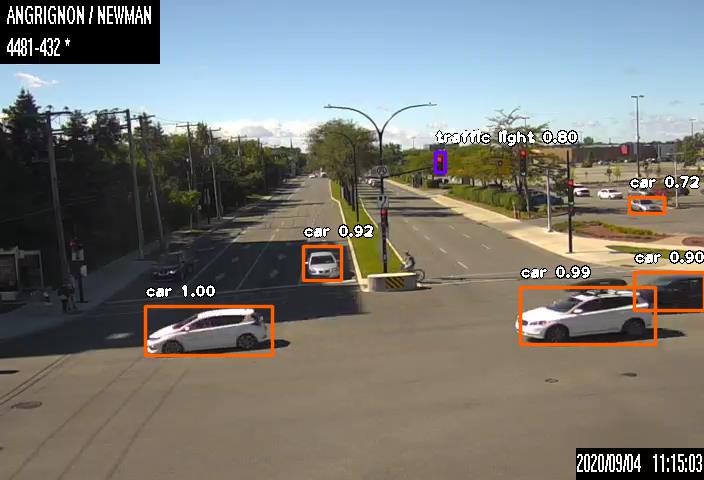 ANGRIGNON / NEWMAN
4481-432 *
traffic light 0.80
car 0.72
car 0.92
car 0.90
car 0.99
car 1.00
2020/09/04 11:15:03